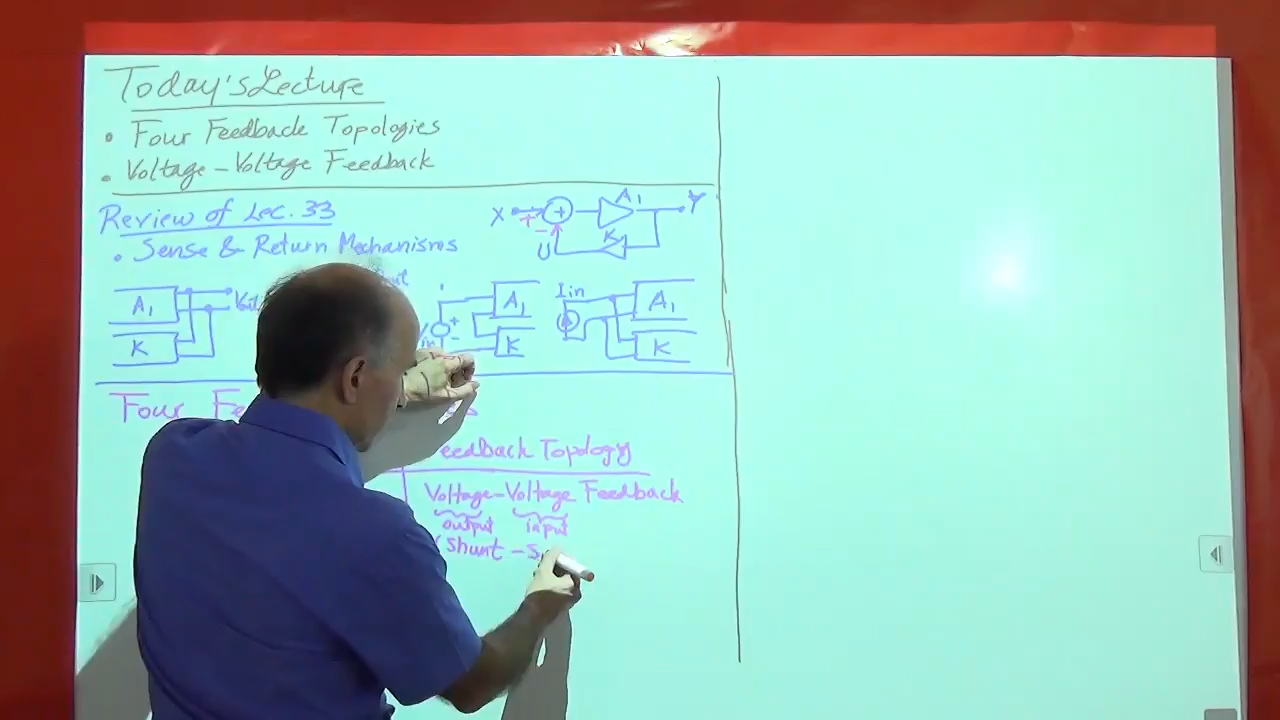 Today's Lecture
• Four Feedback Topologies
• Voltage-Voltage Feedback
Review of Lec. 33
• Sense & Return Mechanisms
X + + A1 Y
- U K
A1 K
A1 K + - in
Iin A1 K
Four
eedback Topology
Voltage-Voltage Feedback
output input
(shunt - S